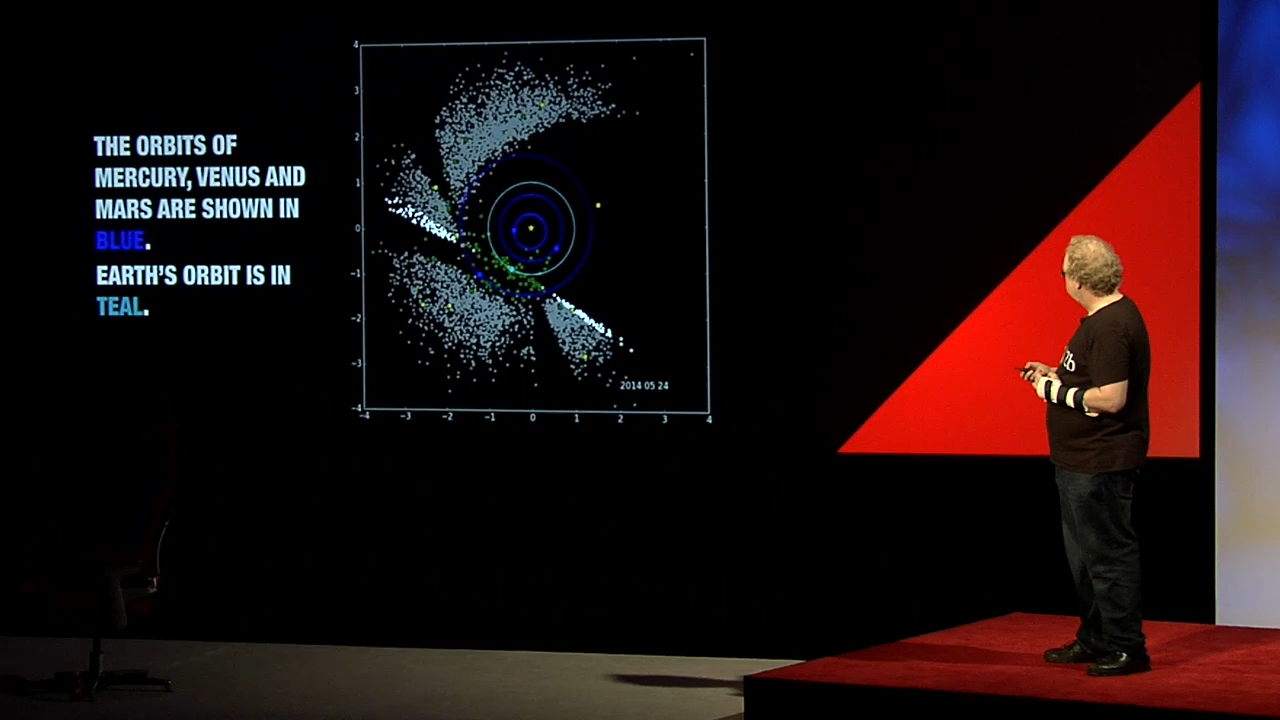 THE ORBITS OF
MERCURY, VENUS AND
MARS ARE SHOWN IN
BLUE.
EARTH'S ORBIT IS IN
TEAL.
4
3
2
1
0
−1
−2
−3
−4
2014 05 24
−4 −3 −2 −1 0 1 2 3 4